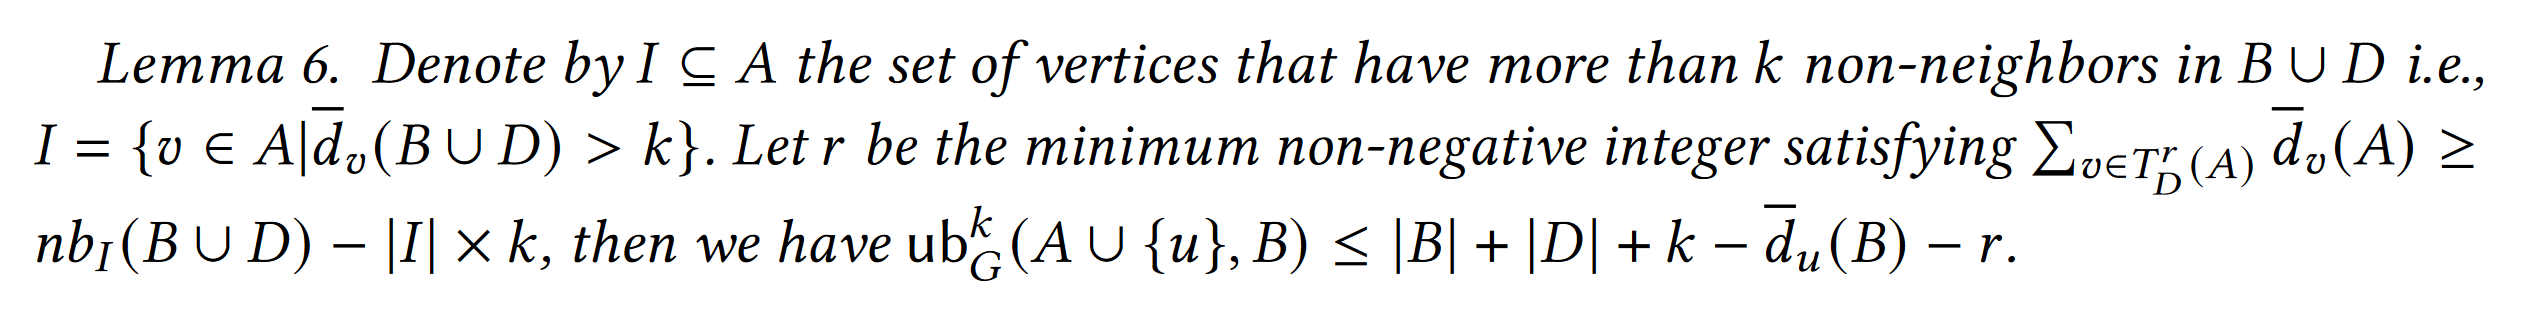 Lemma 6. Denote by I ⊆ A the set of vertices that have more than k non-neighbors in B ∪ D i.e.,
I = {v ∈ A|d̅_v(B ∪ D) > k}. Let r be the minimum non-negative integer satisfying ∑_{v∈T_D^r(A)} d̅_v(A) ≥
nb_I(B ∪ D) − |I| × k, then we have ub_G^k(A ∪ {u}, B) ≤ |B| + |D| + k − d̅_u(B) − r.